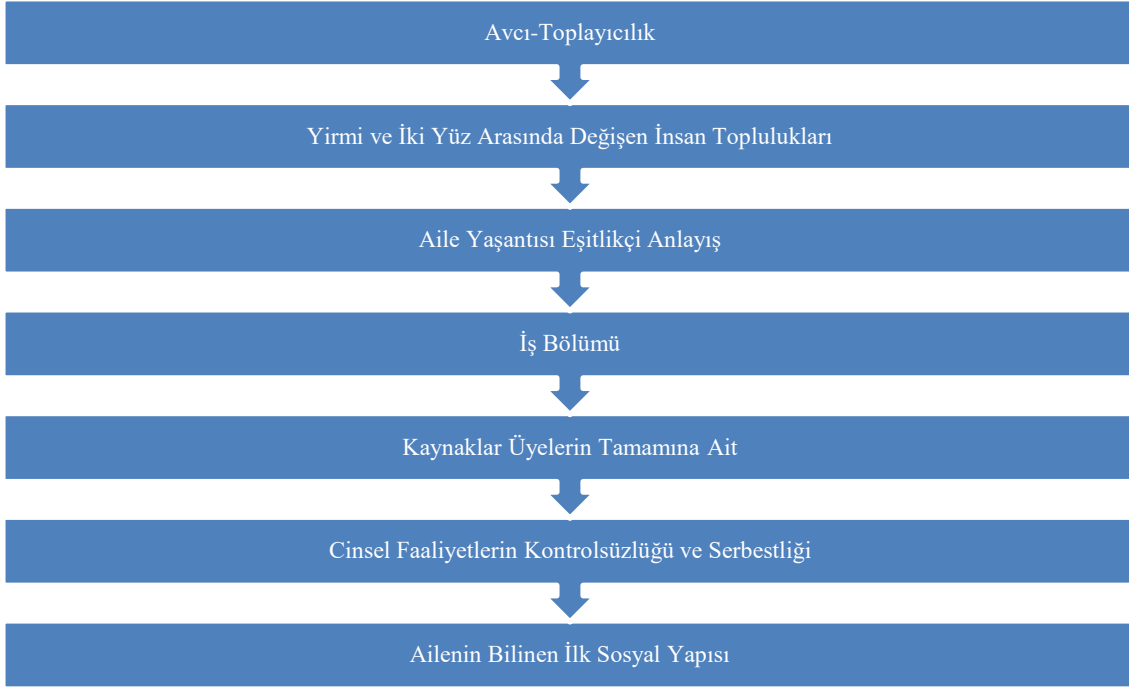 Avcı-Toplayıcılık
Yirmi ve İki Yüz Arasında Değişen İnsan Toplulukları
Aile Yaşantısı Eşitlikçi Anlayış
İş Bölümü
Kaynaklar Üyelerin Tamamına Ait
Cinsel Faaliyetlerin Kontrolsüzlüğü ve Serbestliği
Ailenin Bilinen İlk Sosyal Yapısı